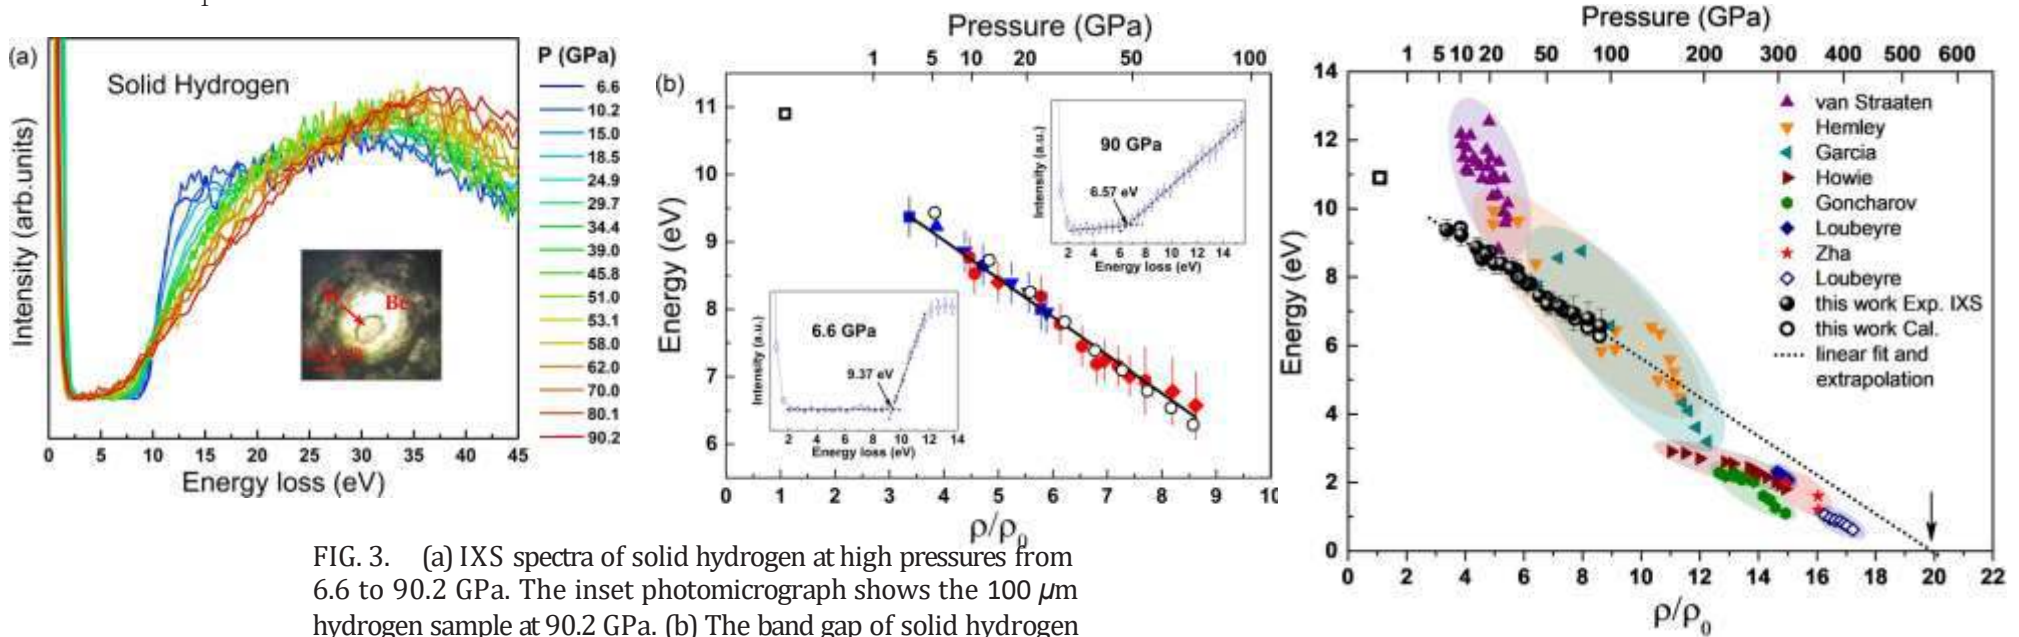 (a)
Solid Hydrogen
P (GPa)
6.6
10.2
15.0
18.5
24.9
29.7
34.4
39.0
45.8
51.0
53.1
58.0
62.0
70.0
80.1
90.2
Be
Intensity (arb.units)
0 5 10 15 20 25 30 35 40 45
Energy loss (eV)
Pressure (GPa)
1 5 10 20 50 100
(b)
11
10
9
8
7
6
Energy (eV)
90 GPa
6.57 eV
Intensity (a.u.)
2 4 6 8 10 12 14
Energy loss (eV)
6.6 GPa
9.37 eV
Intensity (a.u.)
2 4 6 8 10 12 14
Energy loss (eV)
0 1 2 3 4 5 6 7 8 9 10
ρ/ρ0
Pressure (GPa)
1 5 10 20 50 100 200 300 400 600
14
12
10
8
6
4
2
0
Energy (eV)
van Straaten
Hemley
Garcia
Howie
Goncharov
Loubeyre
Zha
Loubeyre
this work Exp. IXS
this work Cal.
linear fit and
extrapolation
0 2 4 6 8 10 12 14 16 18 20 22
ρ/ρ0
FIG. 3. (a) IXS spectra of solid hydrogen at high pressures from
6.6 to 90.2 GPa. The inset photomicrograph shows the 100 μm
hydrogen sample at 90.2 GPa. (b) The band gap of solid hydrogen